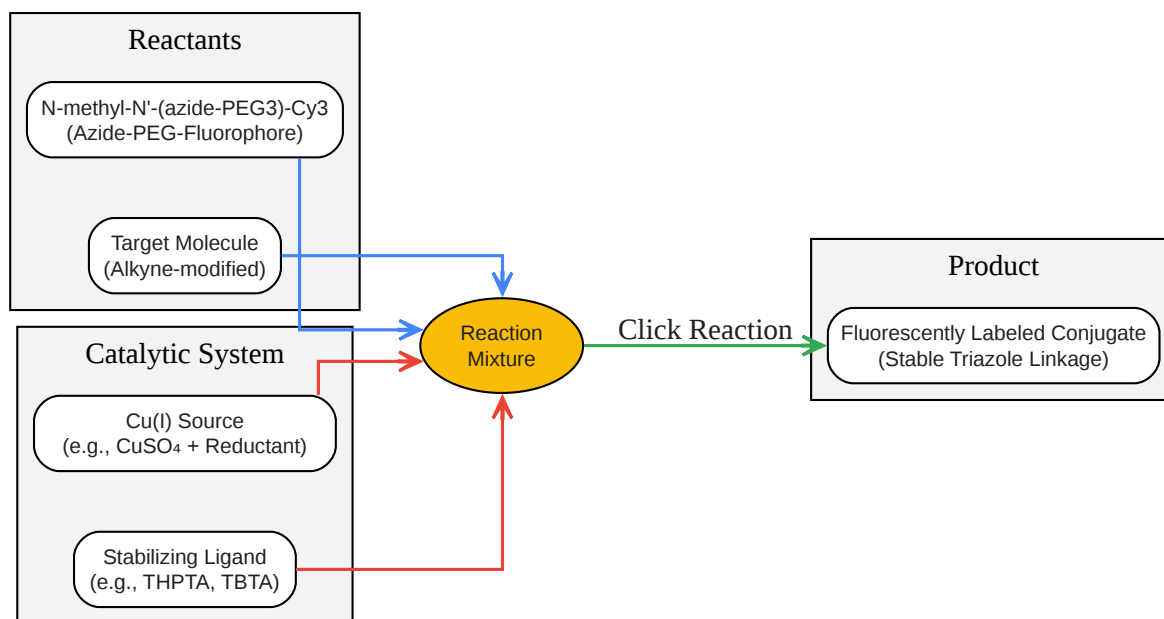 Reactants
N-methyl-N'-(azide-PEG3)-Cy3
(Azide-PEG-Fluorophore)
Target Molecule
(Alkyne-modified)
Catalytic System
Cu(I) Source
(e.g., CuSO₄ + Reductant)
Stabilizing Ligand
(e.g., THPTA, TBTA)
Reaction
Mixture
Click Reaction
Product
Fluorescently Labeled Conjugate
(Stable Triazole Linkage)